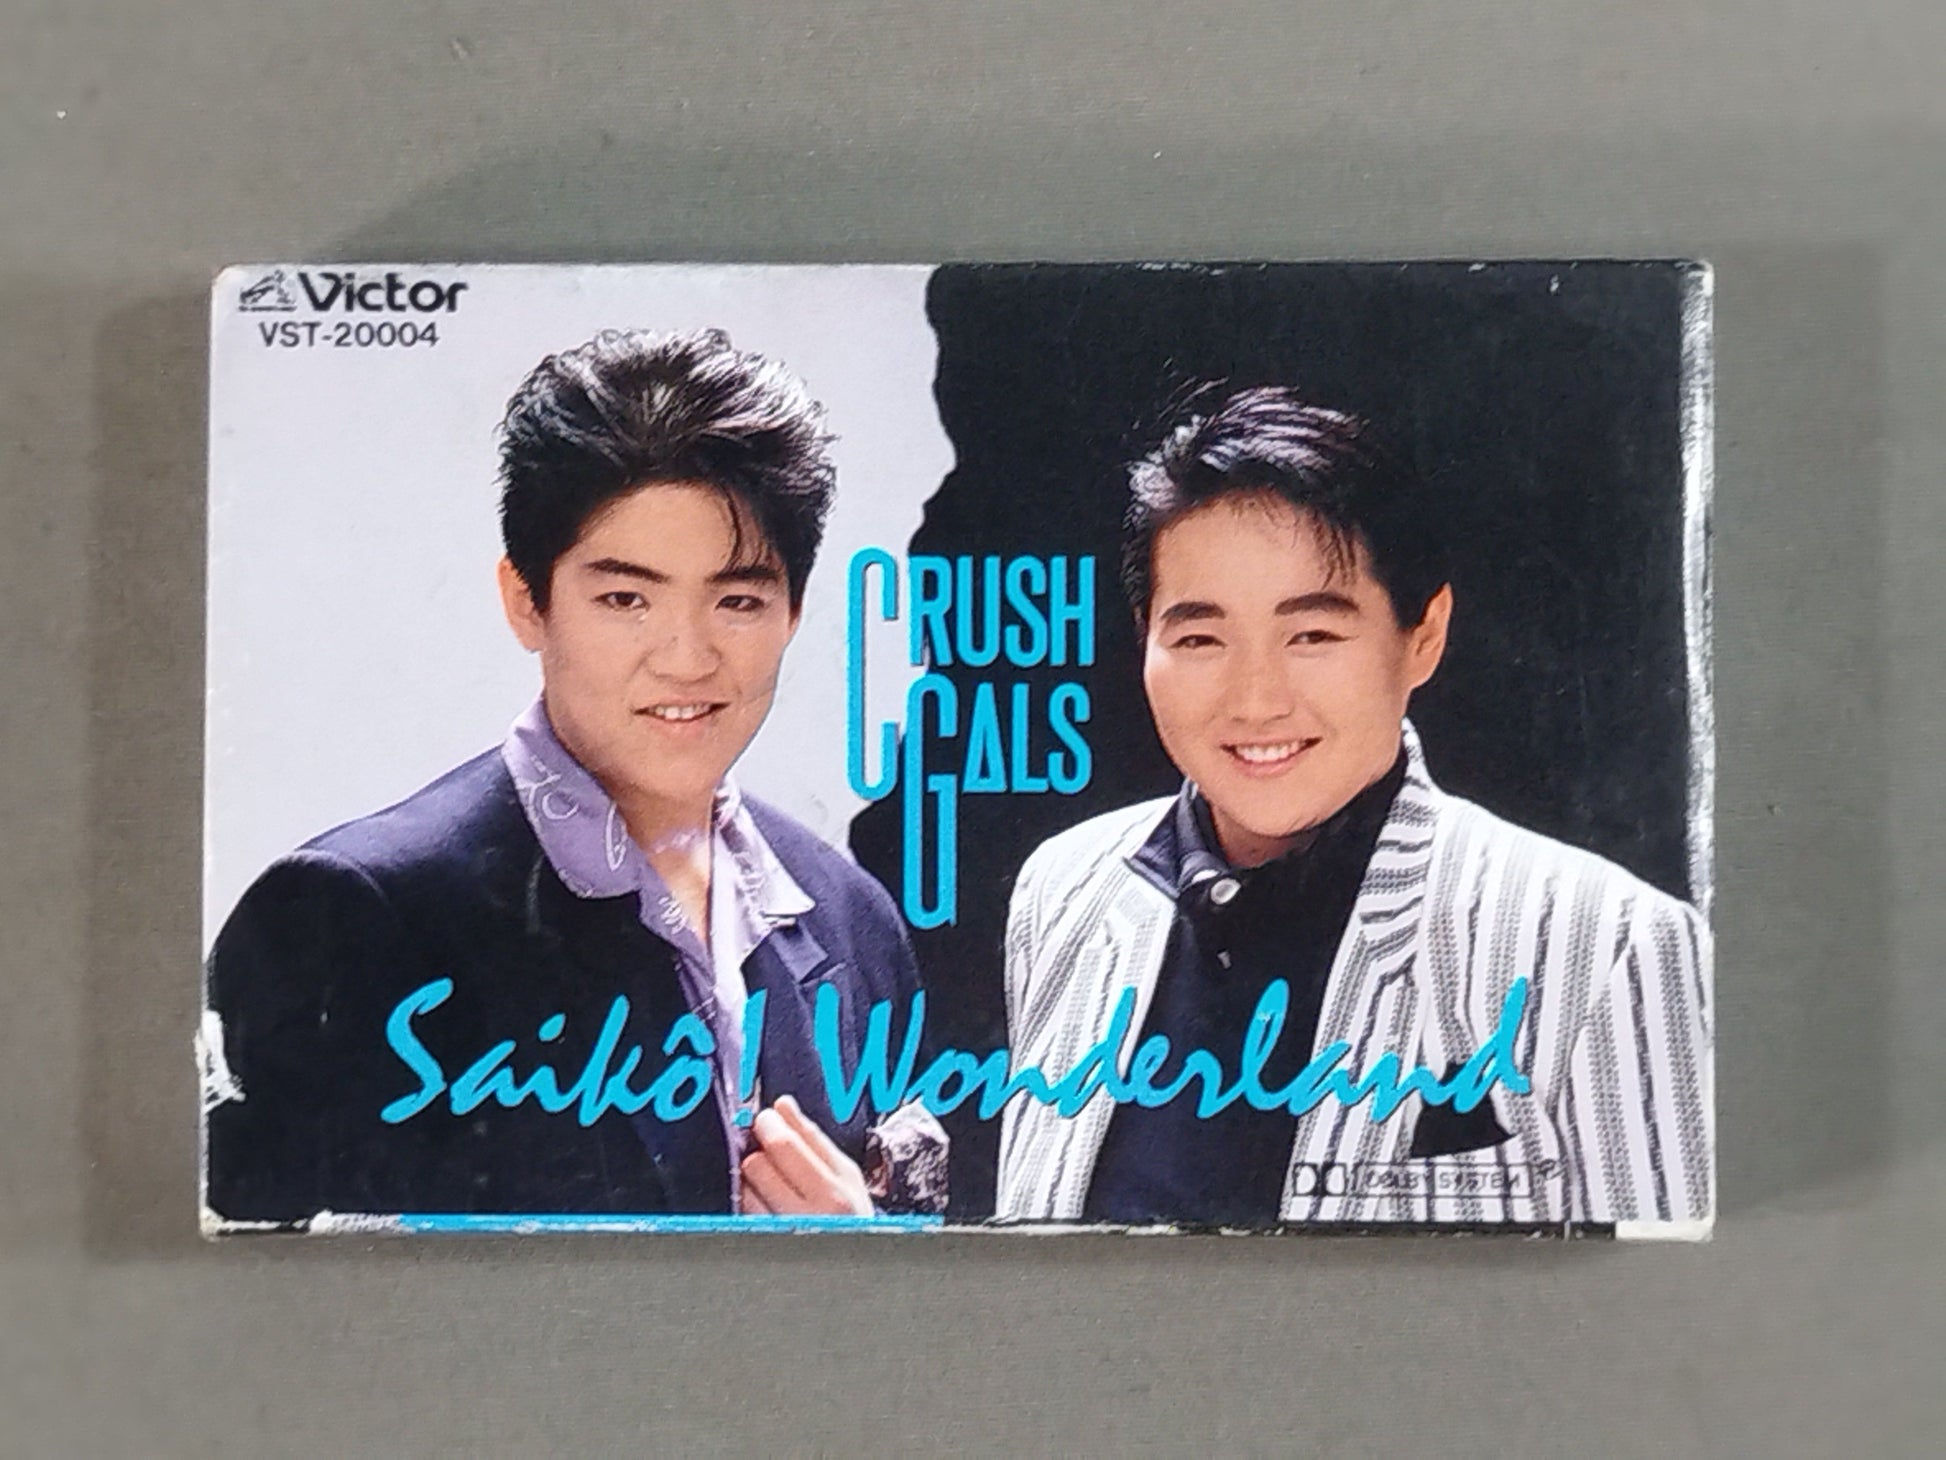 Victor
VST-20004
CRUSH
GALS
Saikô! Wonderland
DOLBY SYSTEM